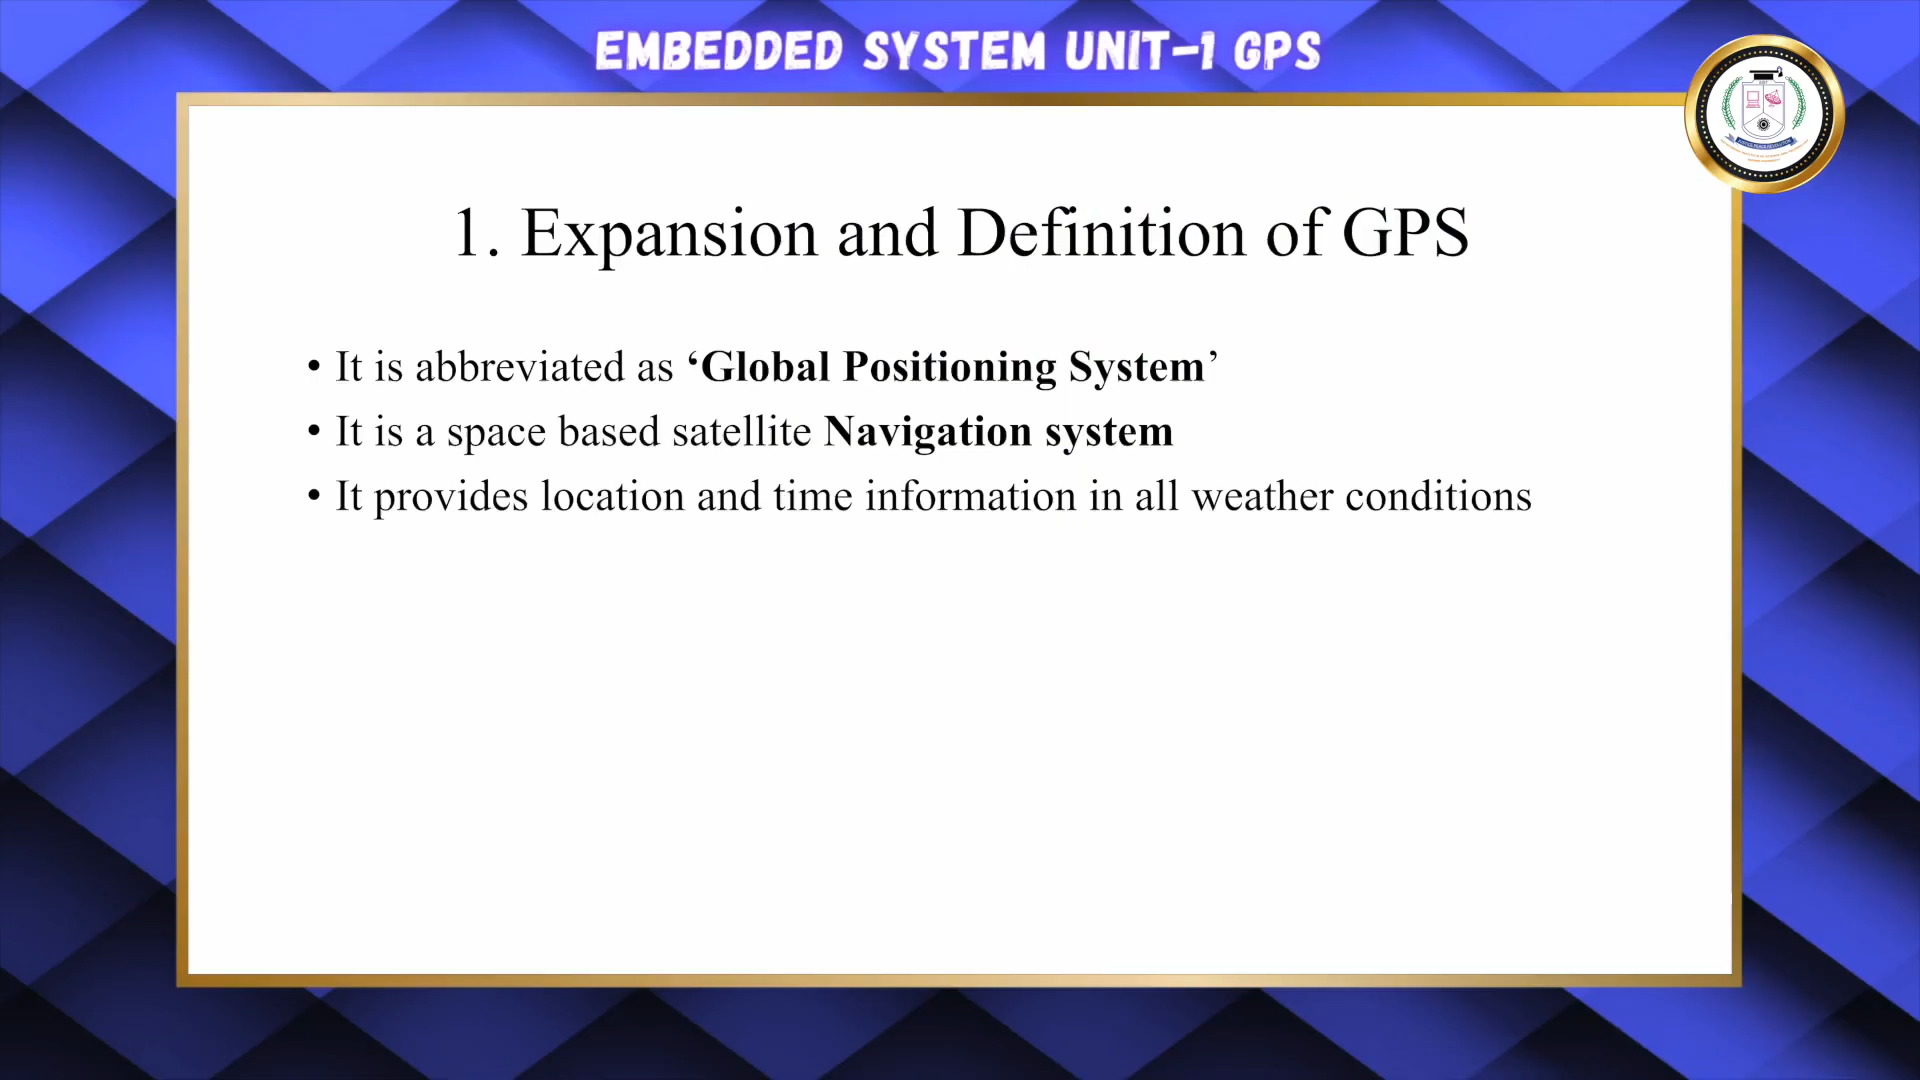 EMBEDDED SYSTEM UNIT-1 GPS
1. Expansion and Definition of GPS
• It is abbreviated as ‘Global Positioning System’
• It is a space based satellite Navigation system
• It provides location and time information in all weather conditions